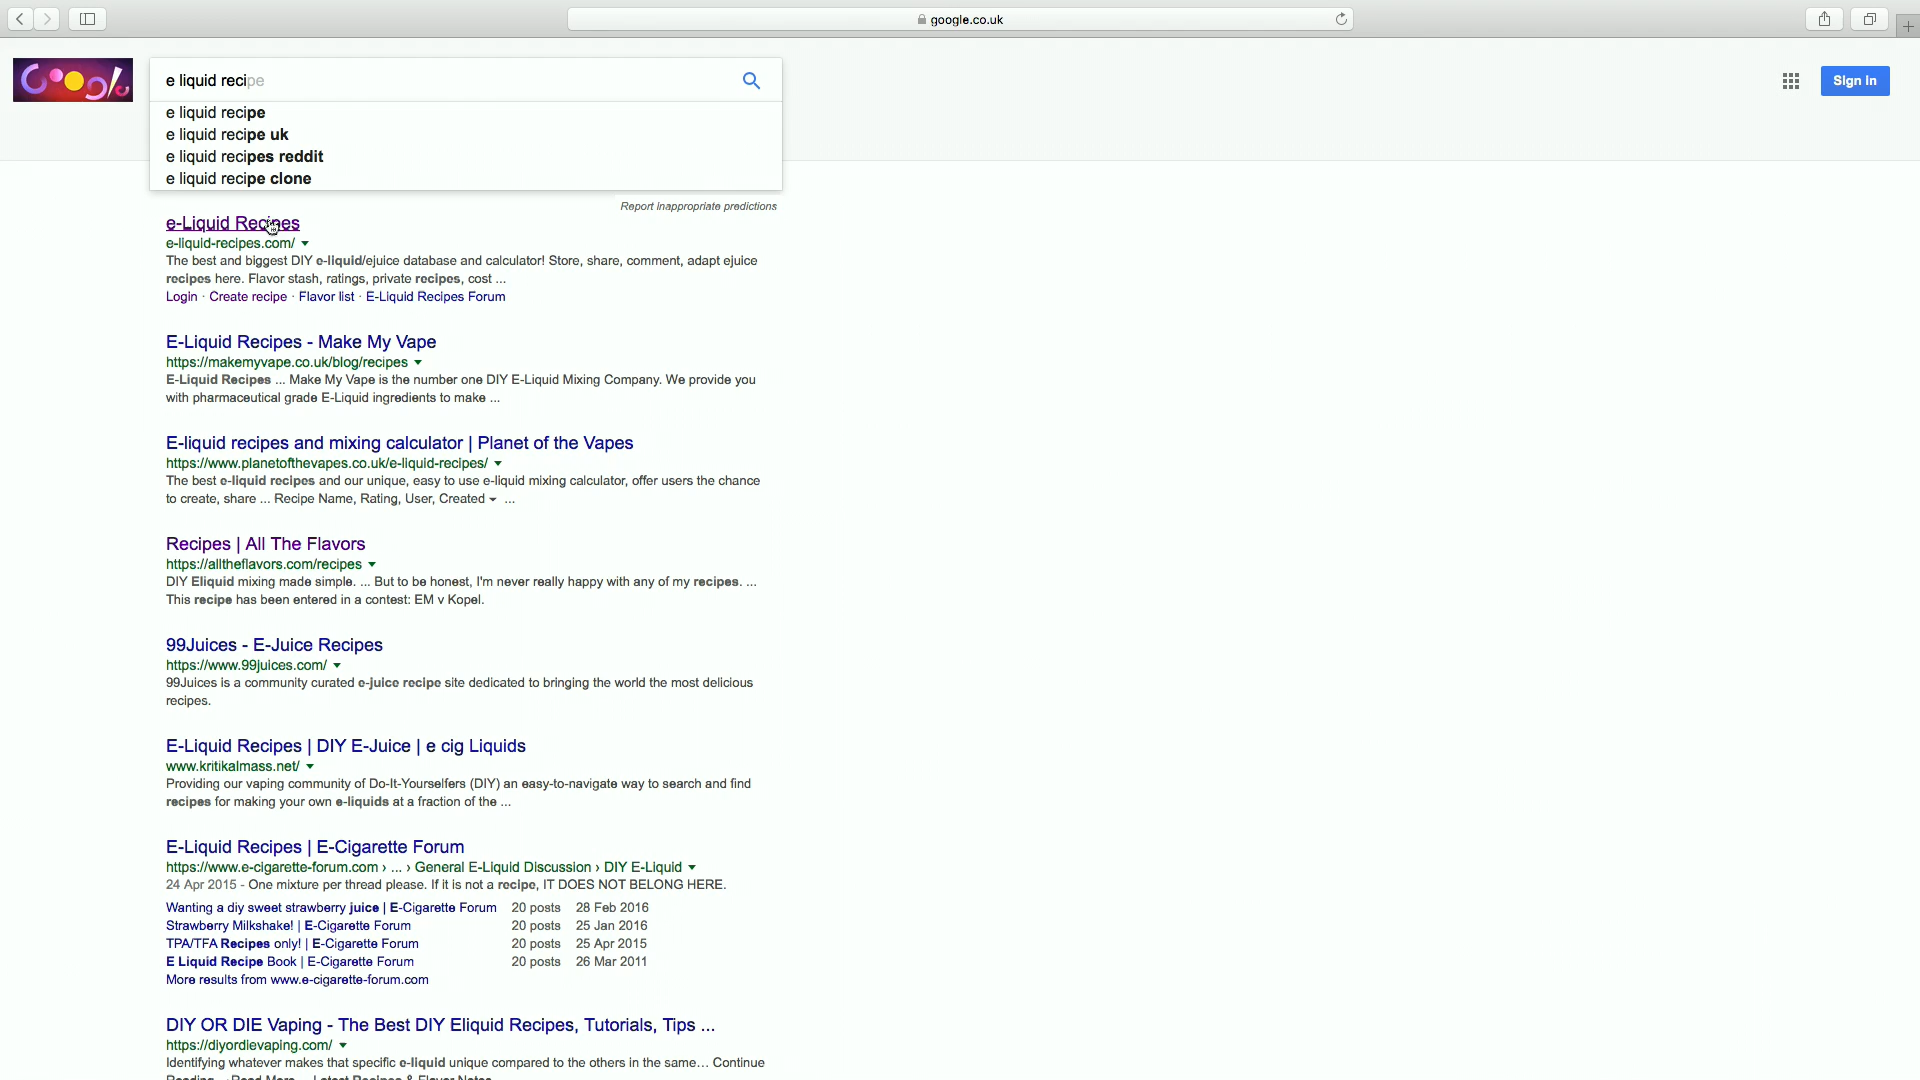 google.co.uk
Google
e liquid recipe
Sign in
e liquid recipe
e liquid recipe uk
e liquid recipes reddit
e liquid recipe clone
Report inappropriate predictions
e-Liquid Recipes
e-liquid-recipes.com/
The best and biggest DIY e-liquid/ejuice database and calculator! Store, share, comment, adapt ejuice
recipes here. Flavor stash, ratings, private recipes, cost ...
Login · Create recipe · Flavor list · E-Liquid Recipes Forum
E-Liquid Recipes - Make My Vape
https://makemyvape.co.uk/blog/recipes
E-Liquid Recipes ... Make My Vape is the number one DIY E-Liquid Mixing Company. We provide you
with pharmaceutical grade E-Liquid ingredients to make ...
E-liquid recipes and mixing calculator | Planet of the Vapes
https://www.planetofthevapes.co.uk/e-liquid-recipes/
The best e-liquid recipes and our unique, easy to use e-liquid mixing calculator, offer users the chance
to create, share ... Recipe Name, Rating, User, Created ...
Recipes | All The Flavors
https://alltheflavors.com/recipes
DIY Eliquid mixing made simple. ... But to be honest, I'm never really happy with any of my recipes. ...
This recipe has been entered in a contest: EM v Kopel.
99Juices - E-Juice Recipes
https://www.99juices.com/
99Juices is a community curated e-juice recipe site dedicated to bringing the world the most delicious
recipes.
E-Liquid Recipes | DIY E-Juice | e cig Liquids
www.kritikalmass.net/
Providing our vaping community of Do-It-Yourselfers (DIY) an easy-to-navigate way to search and find
recipes for making your own e-liquids at a fraction of the ...
E-Liquid Recipes | E-Cigarette Forum
https://www.e-cigarette-forum.com › ... › General E-Liquid Discussion › DIY E-Liquid
24 Apr 2015 - One mixture per thread please. If it is not a recipe, IT DOES NOT BELONG HERE.
Wanting a diy sweet strawberry juice | E-Cigarette Forum 20 posts 28 Feb 2016
Strawberry Milkshake! | E-Cigarette Forum 20 posts 25 Jan 2016
TPA/TFA Recipes only! | E-Cigarette Forum 20 posts 25 Apr 2015
E Liquid Recipe Book | E-Cigarette Forum 20 posts 26 Mar 2011
More results from www.e-cigarette-forum.com
DIY OR DIE Vaping - The Best DIY Eliquid Recipes, Tutorials, Tips ...
https://diyordievaping.com/
Identifying whatever makes that specific e-liquid unique compared to the others in the same... Continue